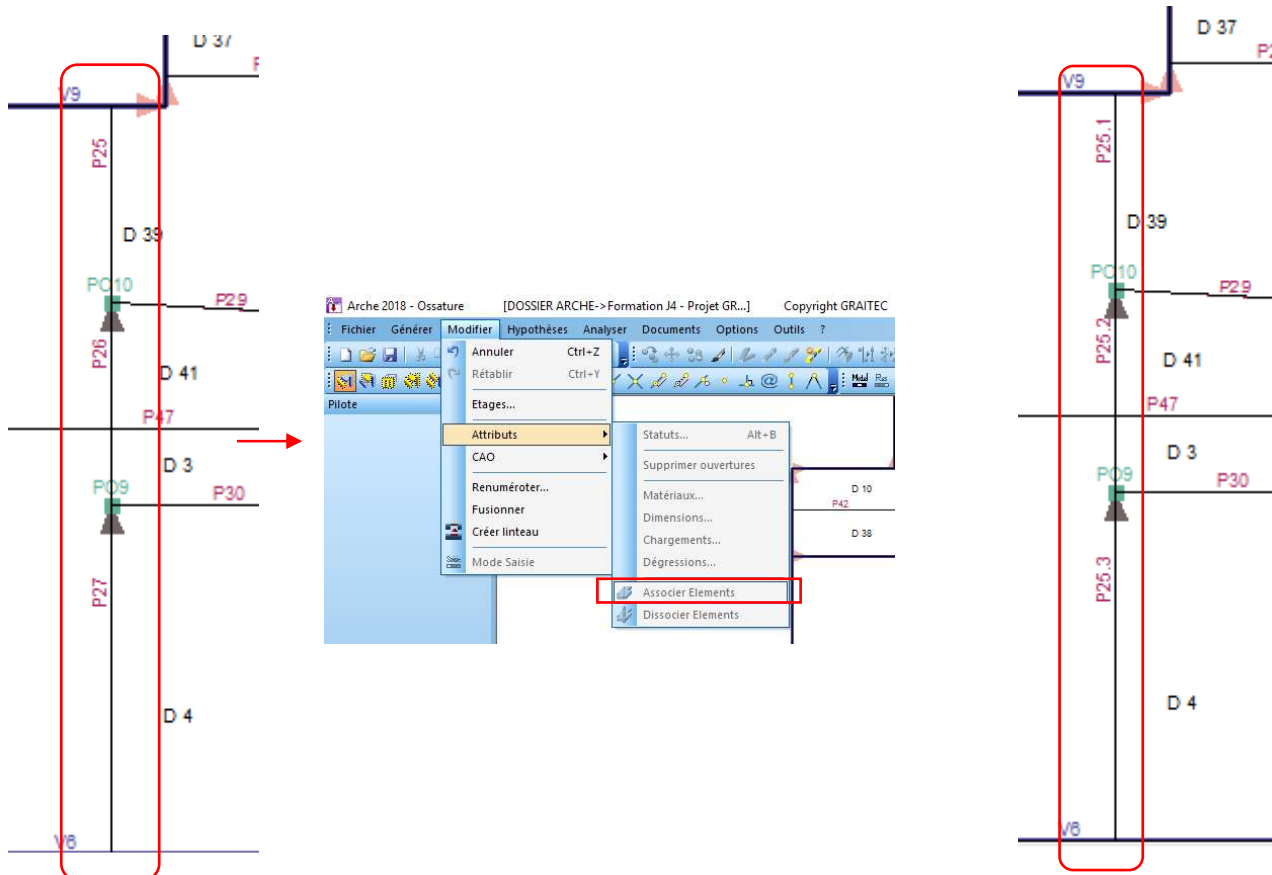 D 37
P
V9
P25
D 39
PO10
P29
P26
D 41
P47
D 3
PO9
P30
P27
D 4
V6
Arche 2018 - Ossature [DOSSIER ARCHE->Formation J4 - Projet GR...] Copyright GRAITEC
Fichier Générer Modifier Hypothèses Analyser Documents Options Outils ?
Pilote
Annuler Ctrl+Z
Rétablir Ctrl+Y
Etages...
Attributs
CAO
Renuméroter...
Fusionner
Créer linteau
Mode Saisie
Statuts... Alt+B
Supprimer ouvertures
Matériaux...
Dimensions...
Chargements...
Dégressions...
Associer Elements
Dissocier Elements
D 10
P42
D 38
D 37
V9
P25.1
D 39
PO10
P29
P25.2
D 41
P47
D 3
PO9
P30
P25.3
D 4
V6